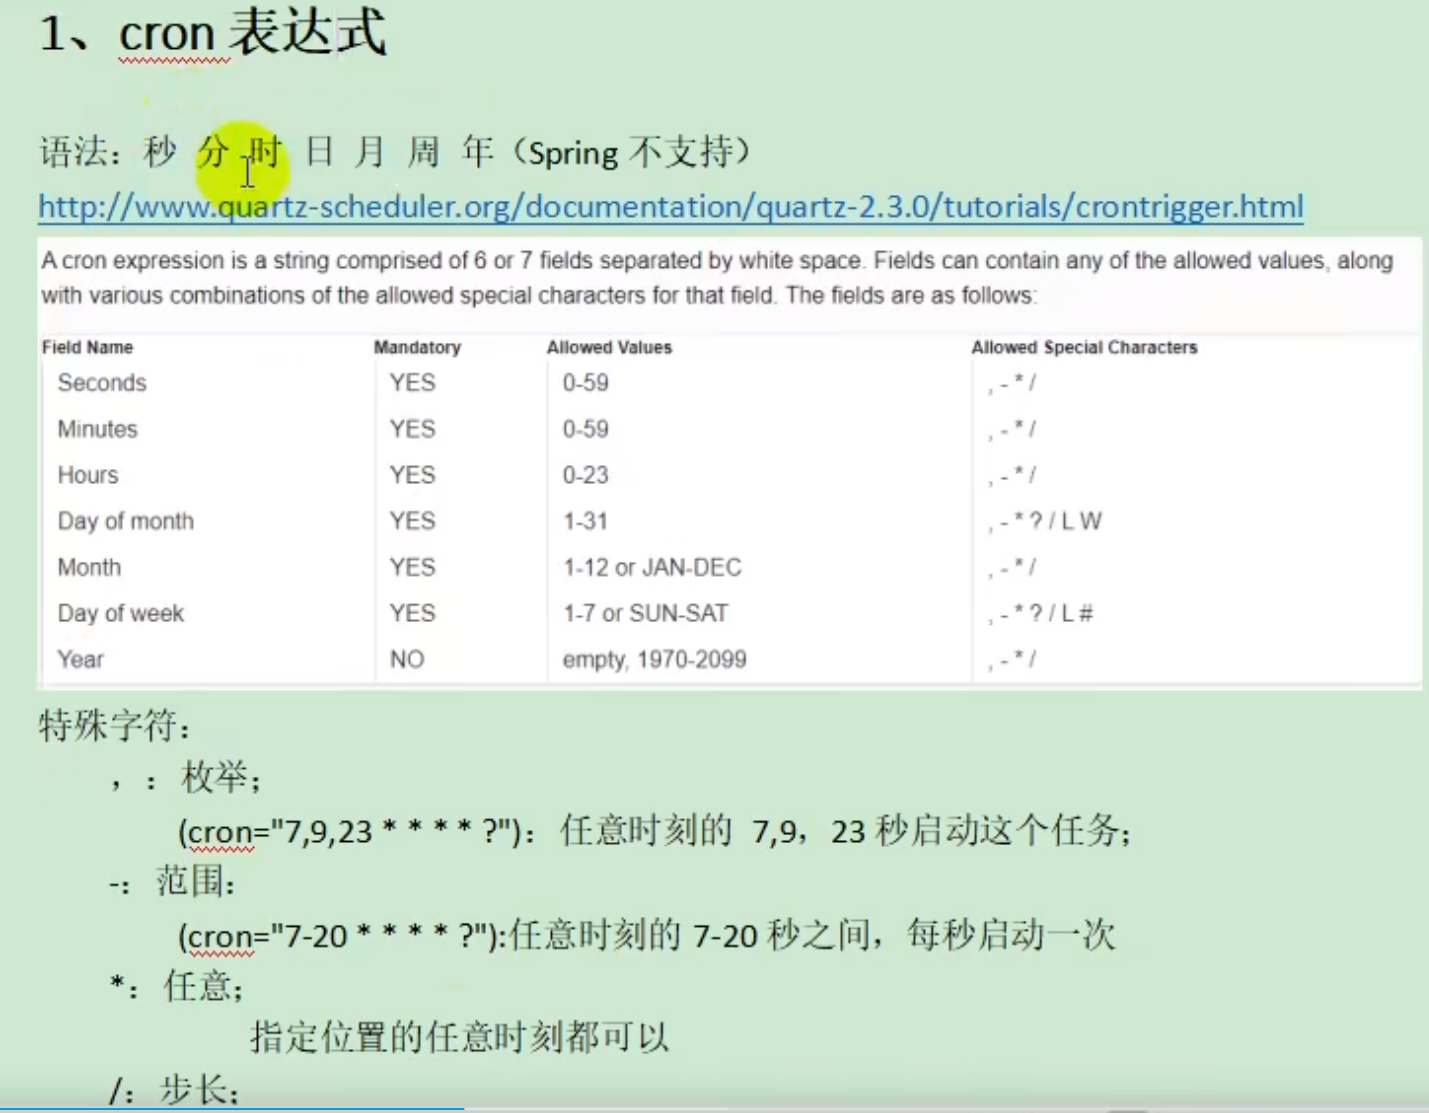 1、cron 表达式
语法：秒 分 时 日 月 周 年（Spring 不支持）
http://www.quartz-scheduler.org/documentation/quartz-2.3.0/tutorials/crontrigger.html
A cron expression is a string comprised of 6 or 7 fields separated by white space. Fields can contain any of the allowed values, along
with various combinations of the allowed special characters for that field. The fields are as follows:
Field Name Mandatory Allowed Values Allowed Special Characters
Seconds YES 0-59 , - * /
Minutes YES 0-59 , - * /
Hours YES 0-23 , - * /
Day of month YES 1-31 , - * ? / L W
Month YES 1-12 or JAN-DEC , - * /
Day of week YES 1-7 or SUN-SAT , - * ? / L #
Year NO empty, 1970-2099 , - * /
特殊字符：
，：枚举；
(cron="7,9,23 * * * * ?")：任意时刻的 7,9，23 秒启动这个任务；
-：范围：
(cron="7-20 * * * * ?"):任意时刻的 7-20 秒之间，每秒启动一次
*：任意；
指定位置的任意时刻都可以
/：步长；